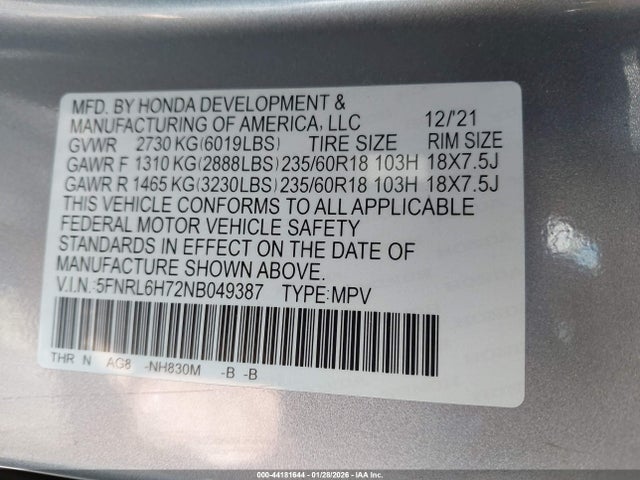 MFD. BY HONDA DEVELOPMENT &
MANUFACTURING OF AMERICA, LLC 12/'21
GVWR 2730 KG(6019LBS) TIRE SIZE RIM SIZE
GAWR F 1310 KG(2888LBS) 235/60R18 103H 18X7.5J
GAWR R 1465 KG(3230LBS) 235/60R18 103H 18X7.5J
THIS VEHICLE CONFORMS TO ALL APPLICABLE
FEDERAL MOTOR VEHICLE SAFETY
STANDARDS IN EFFECT ON THE DATE OF
MANUFACTURE SHOWN ABOVE.
V.I.N.:5FNRL6H72NB049387 TYPE:MPV
THR N AG8 -NH830M -B -B
000-44181644 | 01/28/2026 - IAA Inc.